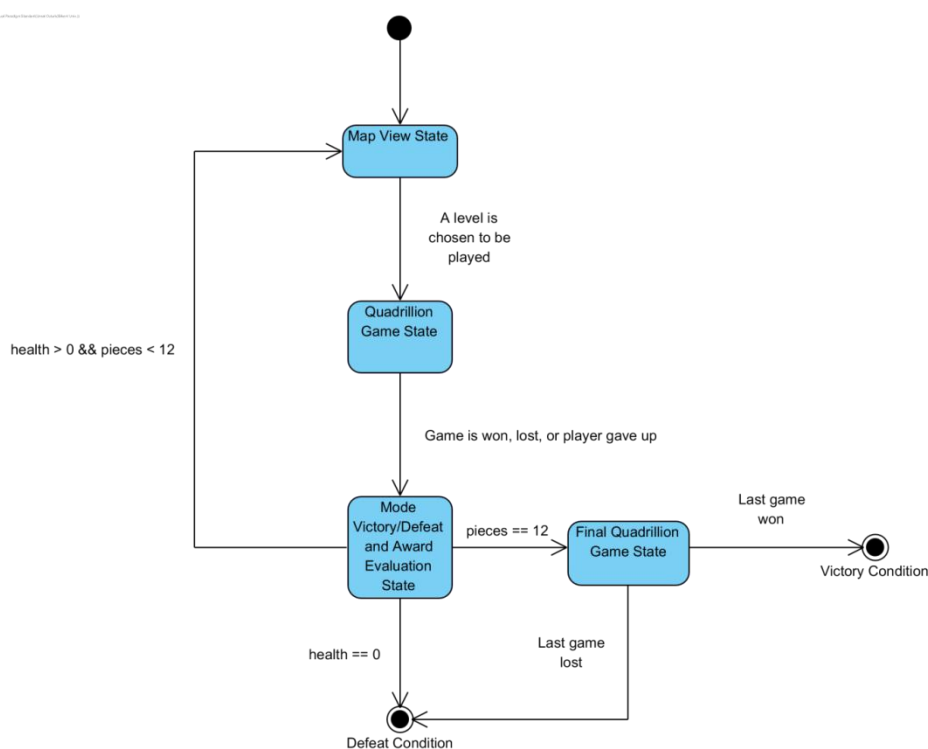 Map View State
A level is
chosen to be
played
Quadrillion
Game State
health > 0 && pieces < 12
Game is won, lost, or player gave up
Mode
Victory/Defeat
and Award
Evaluation
State
pieces == 12
Final Quadrillion
Game State
Last game
won
Victory Condition
health == 0
Last game
lost
Defeat Condition